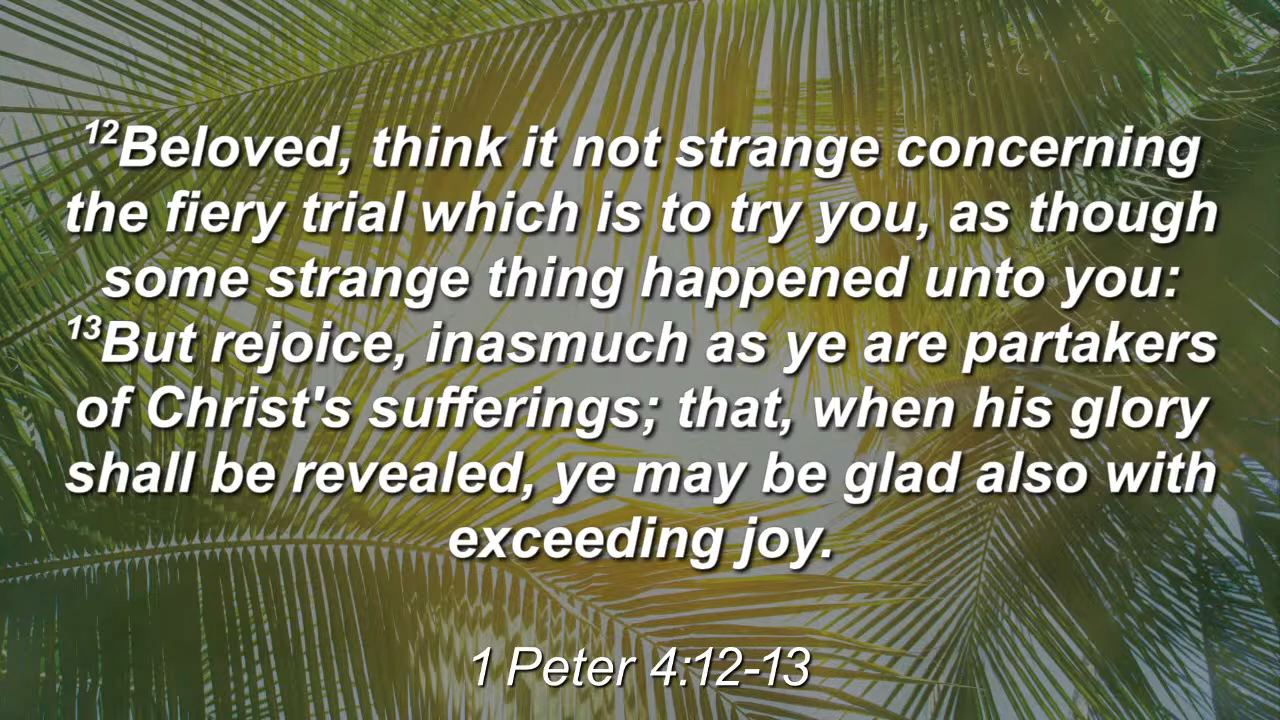 12Beloved, think it not strange concerning
the fiery trial which is to try you, as though
some strange thing happened unto you:
13But rejoice, inasmuch as ye are partakers
of Christ's sufferings; that, when his glory
shall be revealed, ye may be glad also with
exceeding joy.
1 Peter 4:12-13